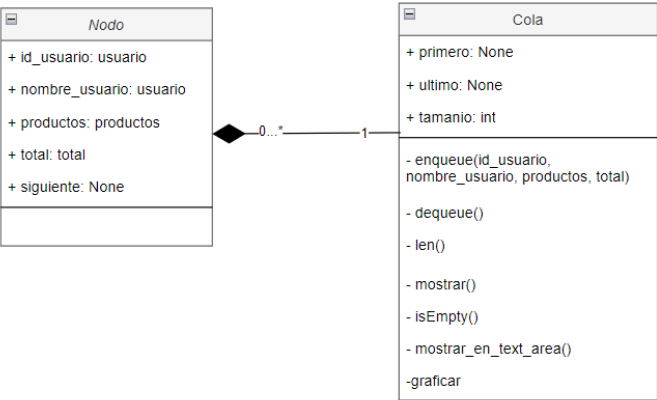 Nodo
+ id_usuario: usuario
+ nombre_usuario: usuario
+ productos: productos
+ total: total
+ siguiente: None
0...*
1
Cola
+ primero: None
+ ultimo: None
+ tamanio: int
- enqueue(id_usuario,
nombre_usuario, productos, total)
- dequeue()
- len()
- mostrar()
- isEmpty()
- mostrar_en_text_area()
-graficar